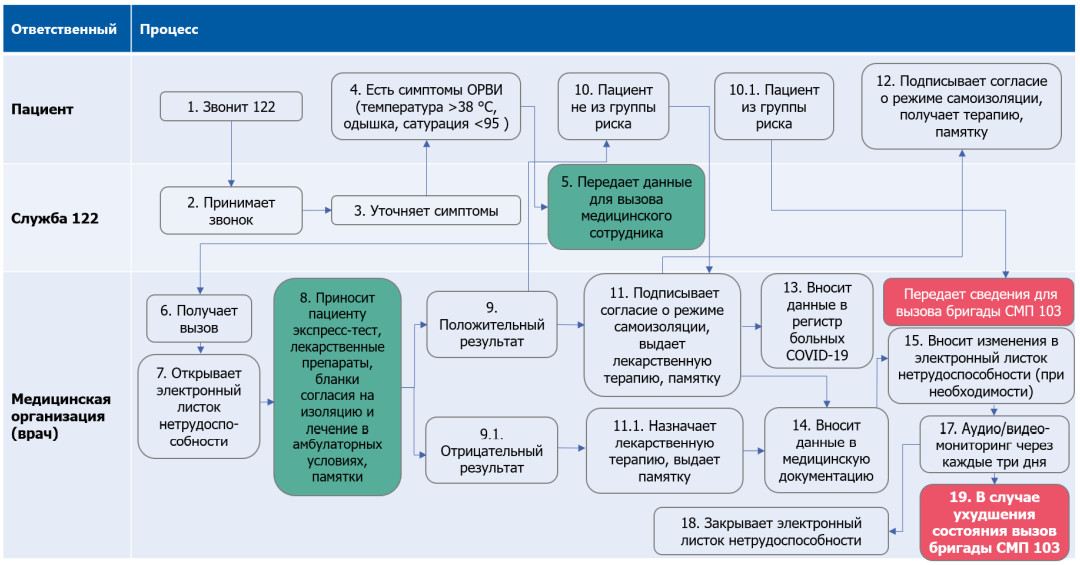 Ответственный
Процесс
Пациент
1. Звонит 122
4. Есть симптомы ОРВИ
(температура >38 °С,
одышка, сатурация <95 )
10. Пациент
не из группы
риска
10.1. Пациент
из группы
риска
12. Подписывает согласие
о режиме самоизоляции,
получает терапию,
памятку
Служба 122
2. Принимает
звонок
3. Уточняет симптомы
5. Передает данные
для вызова
медицинского
сотрудника
Медицинская
организация
(врач)
6. Получает
вызов
7. Открывает
электронный
листок
нетрудоспо-
собности
8. Приносит
пациенту
экспресс-тест,
лекарственные
препараты,
бланки
согласия на
изоляцию и
лечение в
амбулаторных
условиях,
памятки
9.
Положительный
результат
9.1.
Отрицательный
результат
11. Подписывает
согласие о режиме
самоизоляции,
выдает
лекарственную
терапию, памятку
11.1. Назначает
лекарственную
терапию, выдает
памятку
13. Вносит
данные в
регистр
больных
COVID-19
14. Вносит
данные в
медицинскую
документацию
Передает сведения для
вызова бригады СМП 103
15. Вносит изменения в
электронный листок
нетрудоспособности (при
необходимости)
17. Аудио/видео-
мониторинг через
каждые три дня
18. Закрывает электронный
листок нетрудоспособности
19. В случае
ухудшения
состояния вызов
бригады СМП 103